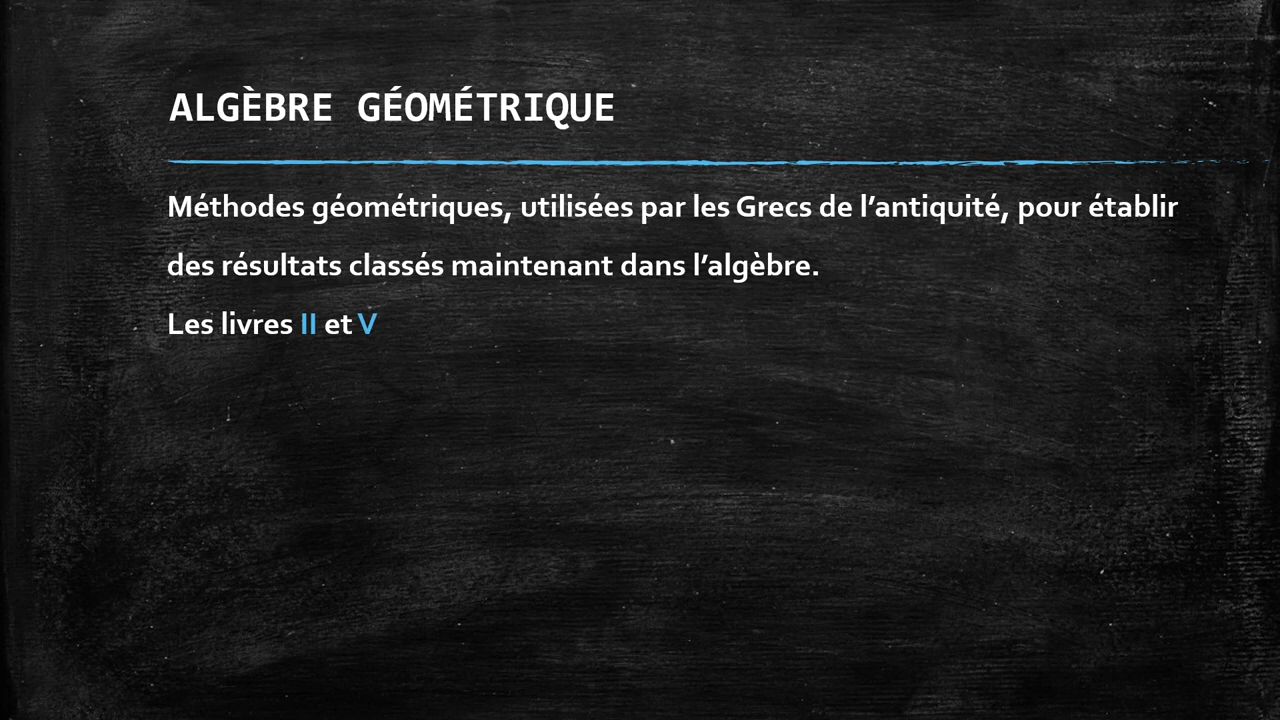 ALGÈBRE GÉOMÉTRIQUE
Méthodes géométriques, utilisées par les Grecs de l’antiquité, pour établir
des résultats classés maintenant dans l’algèbre.
Les livres II et V